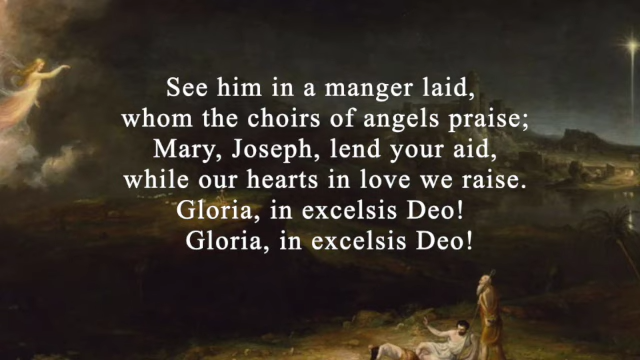 See him in a manger laid,
whom the choirs of angels praise;
Mary, Joseph, lend your aid,
while our hearts in love we raise.
Gloria, in excelsis Deo!
Gloria, in excelsis Deo!